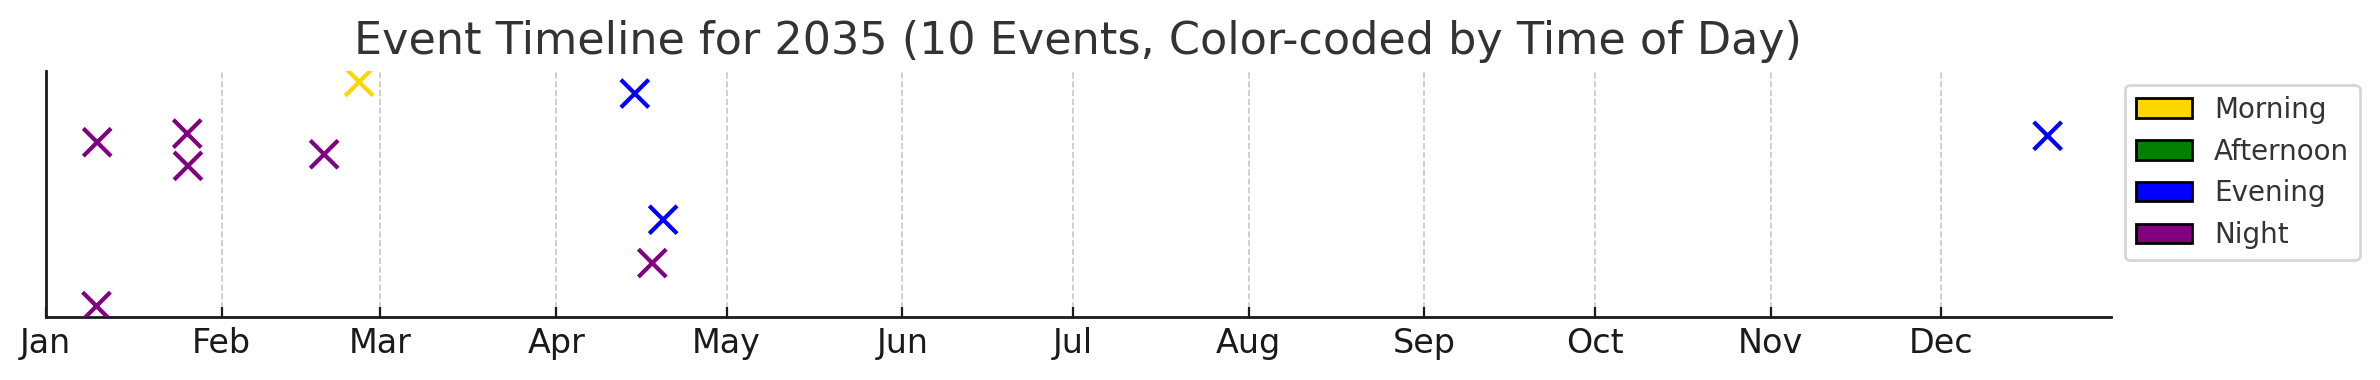 Event Timeline for 2035 (10 Events, Color-coded by Time of Day)
Morning
Afternoon
Evening
Night
Jan Feb Mar Apr May Jun Jul Aug Sep Oct Nov Dec